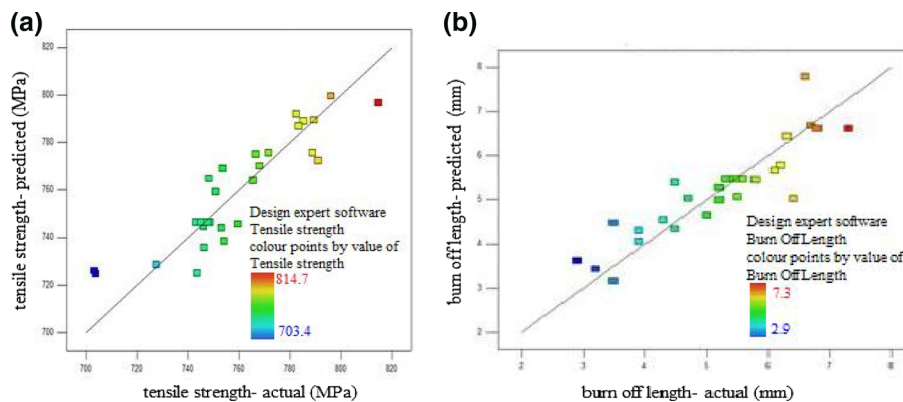 (a)
tensile strength- predicted (MPa)
820
800
780
760
740
720
700
Design expert software
Tensile strength
colour points by value of
Tensile strength
814.7
703.4
700
720
740
760
780
800
820
tensile strength- actual (MPa)
(b)
burn off length- predicted (mm)
8
7
6
5
4
3
2
Design expert software
Burn Off Length
colour points by value of
Burn Off Length
7.3
2.9
2
3
4
5
6
7
8
burn off length- actual (mm)